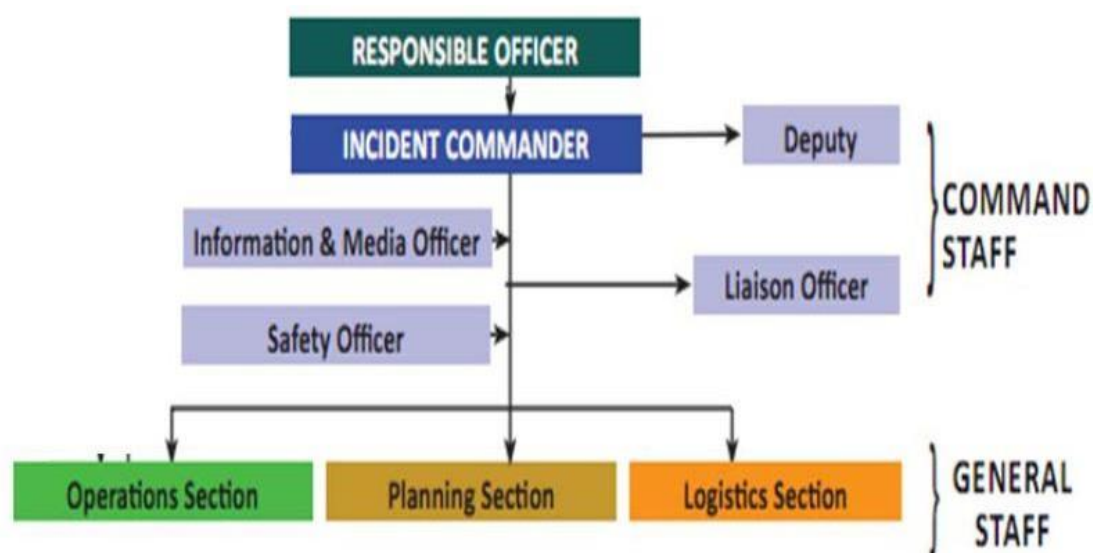 RESPONSIBLE OFFICER
INCIDENT COMMANDER
Deputy
Information & Media Officer
Liaison Officer
Safety Officer
COMMAND
STAFF
Operations Section
Planning Section
Logistics Section
GENERAL
STAFF